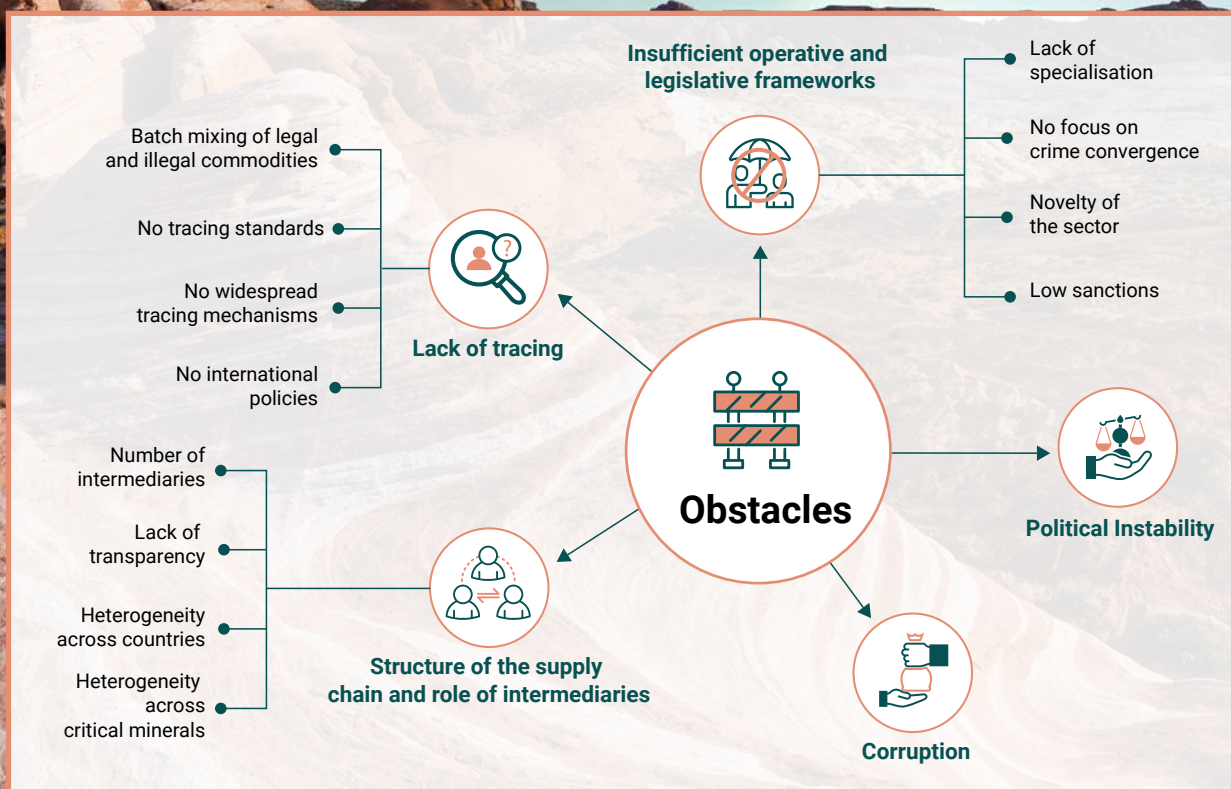 Insufficient operative and
legislative frameworks
Lack of
specialisation
No focus on
crime convergence
Novelty of
the sector
Low sanctions
Batch mixing of legal
and illegal commodities
No tracing standards
No widespread
tracing mechanisms
No international
policies
?
Lack of tracing
Obstacles
Political Instability
Number of
intermediaries
Lack of
transparency
Heterogeneity
across countries
Heterogeneity
across
critical minerals
Structure of the supply
chain and role of intermediaries
Corruption